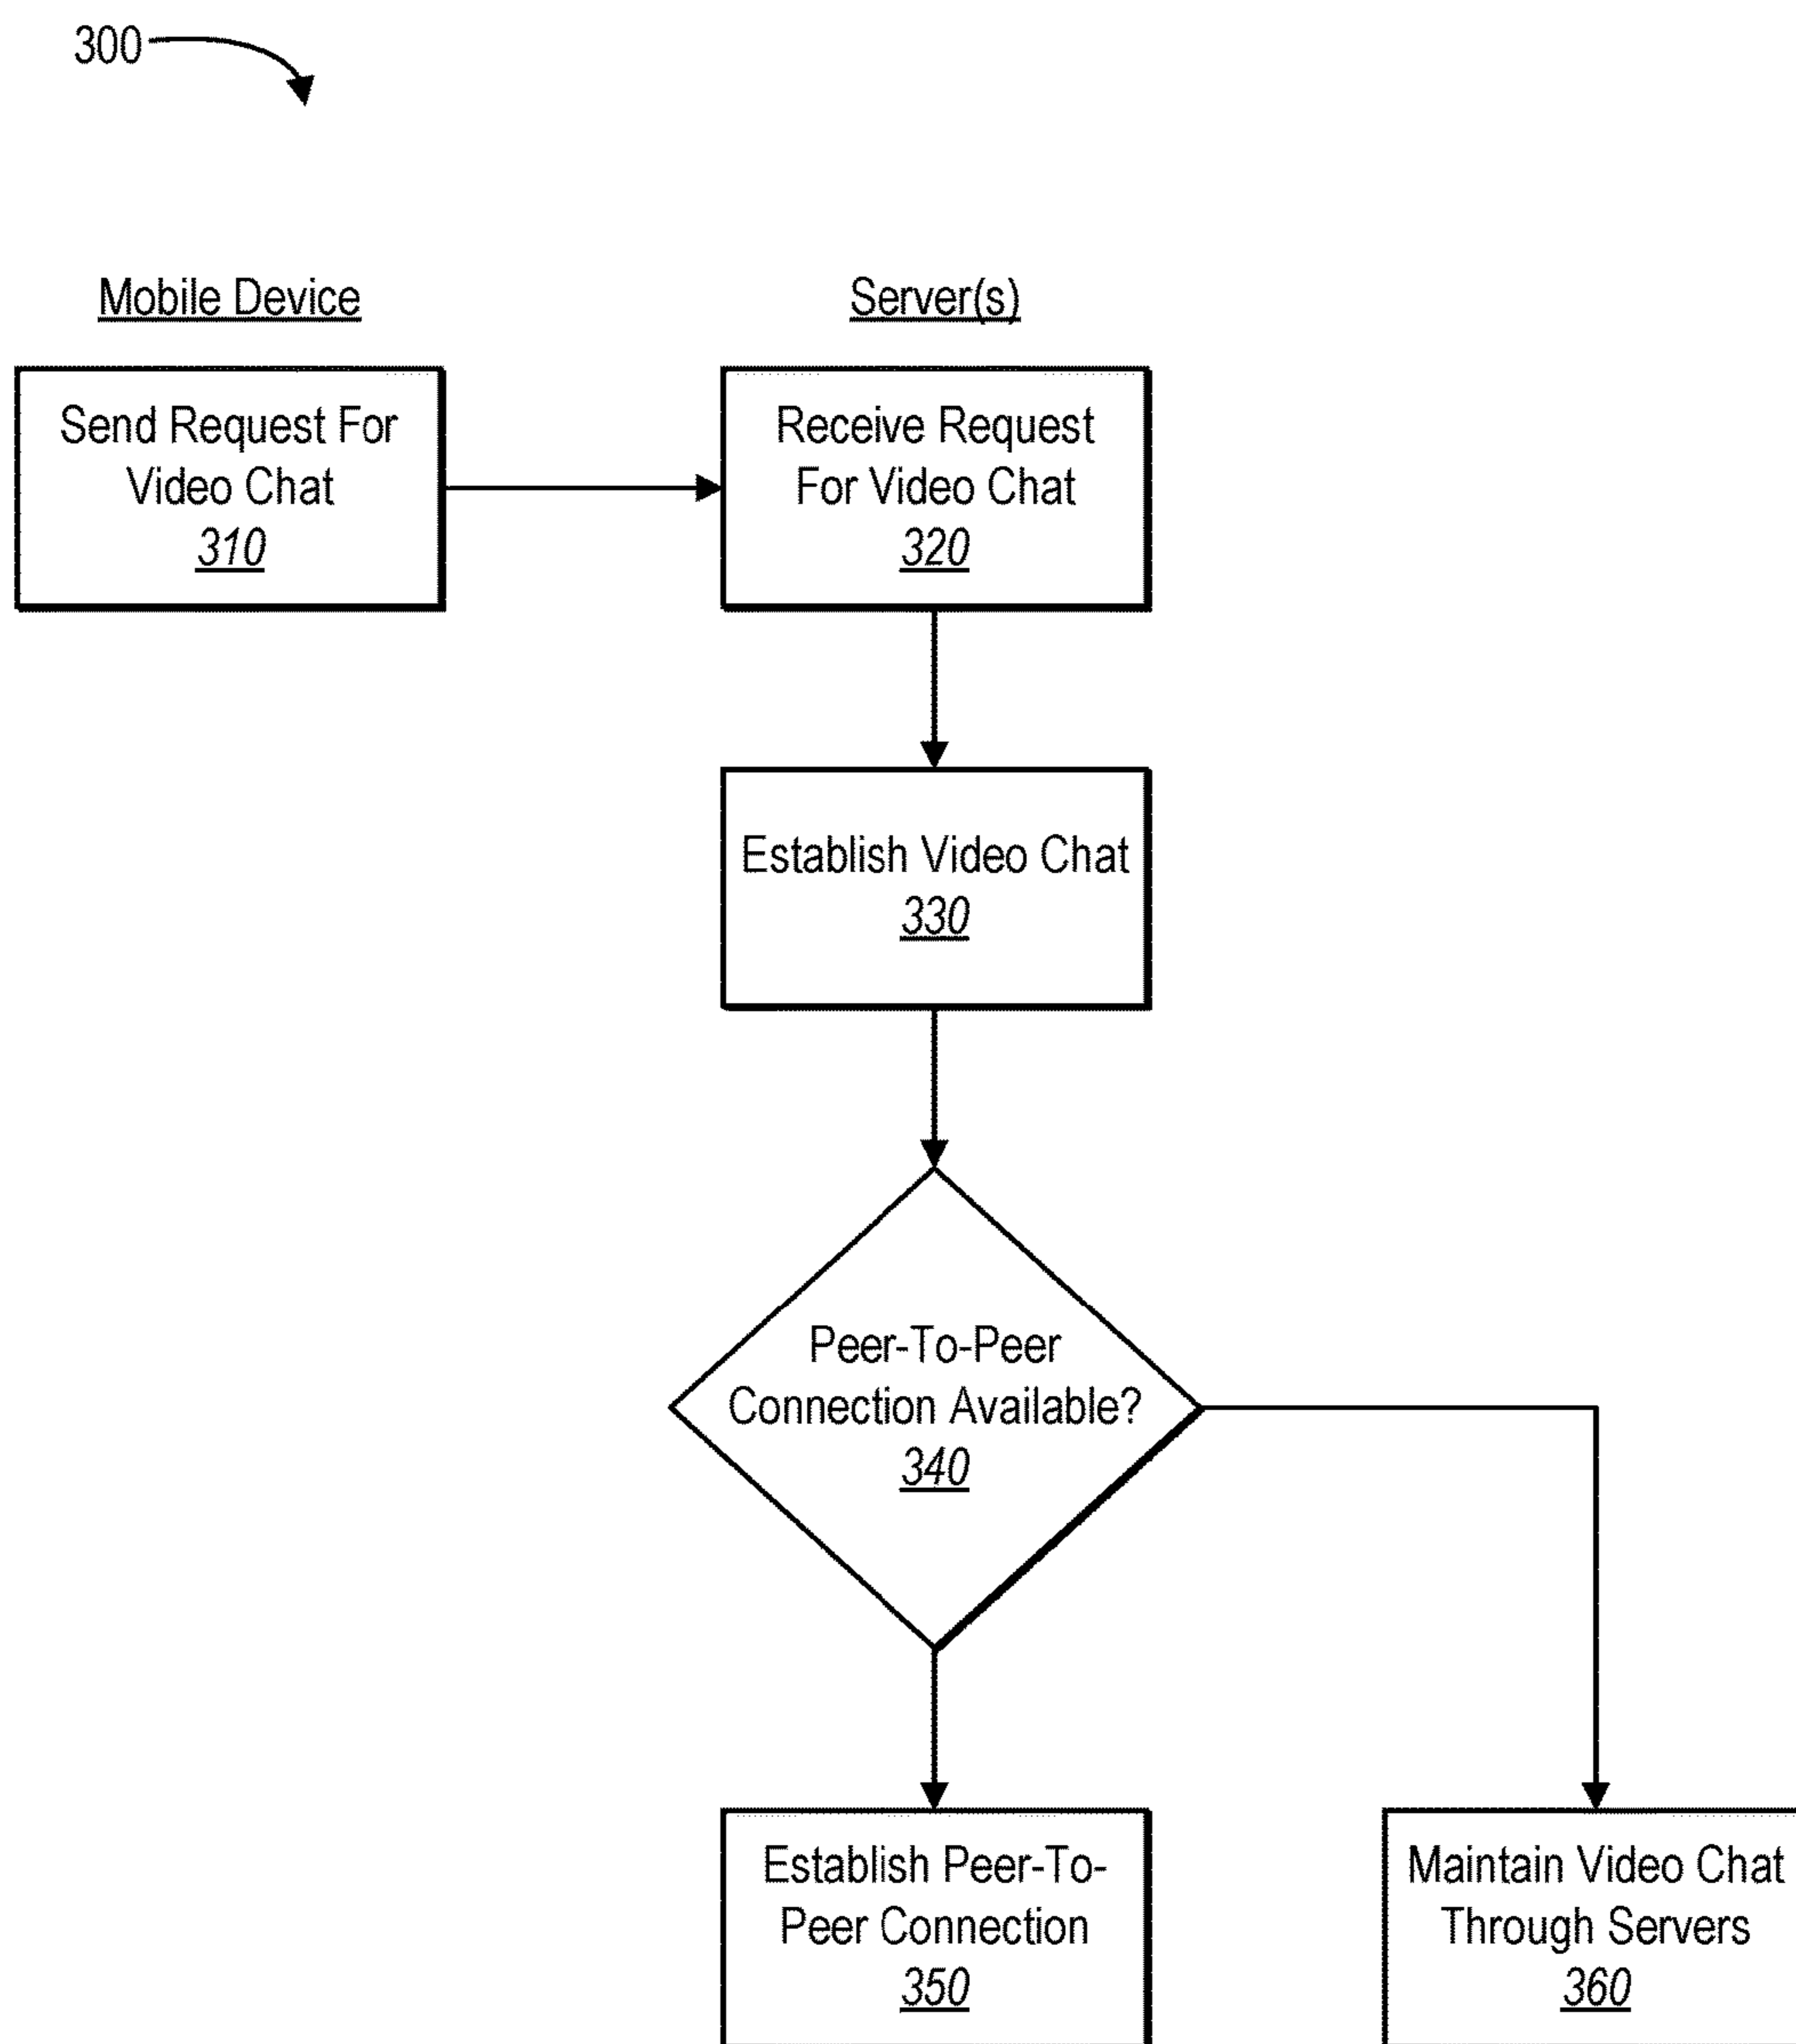 300
Mobile Device
Server(s)
Send Request For
Video Chat
310
Receive Request
For Video Chat
320
Establish Video Chat
330
Peer-To-Peer
Connection Available?
340
Establish Peer-To-
Peer Connection
350
Maintain Video Chat
Through Servers
360